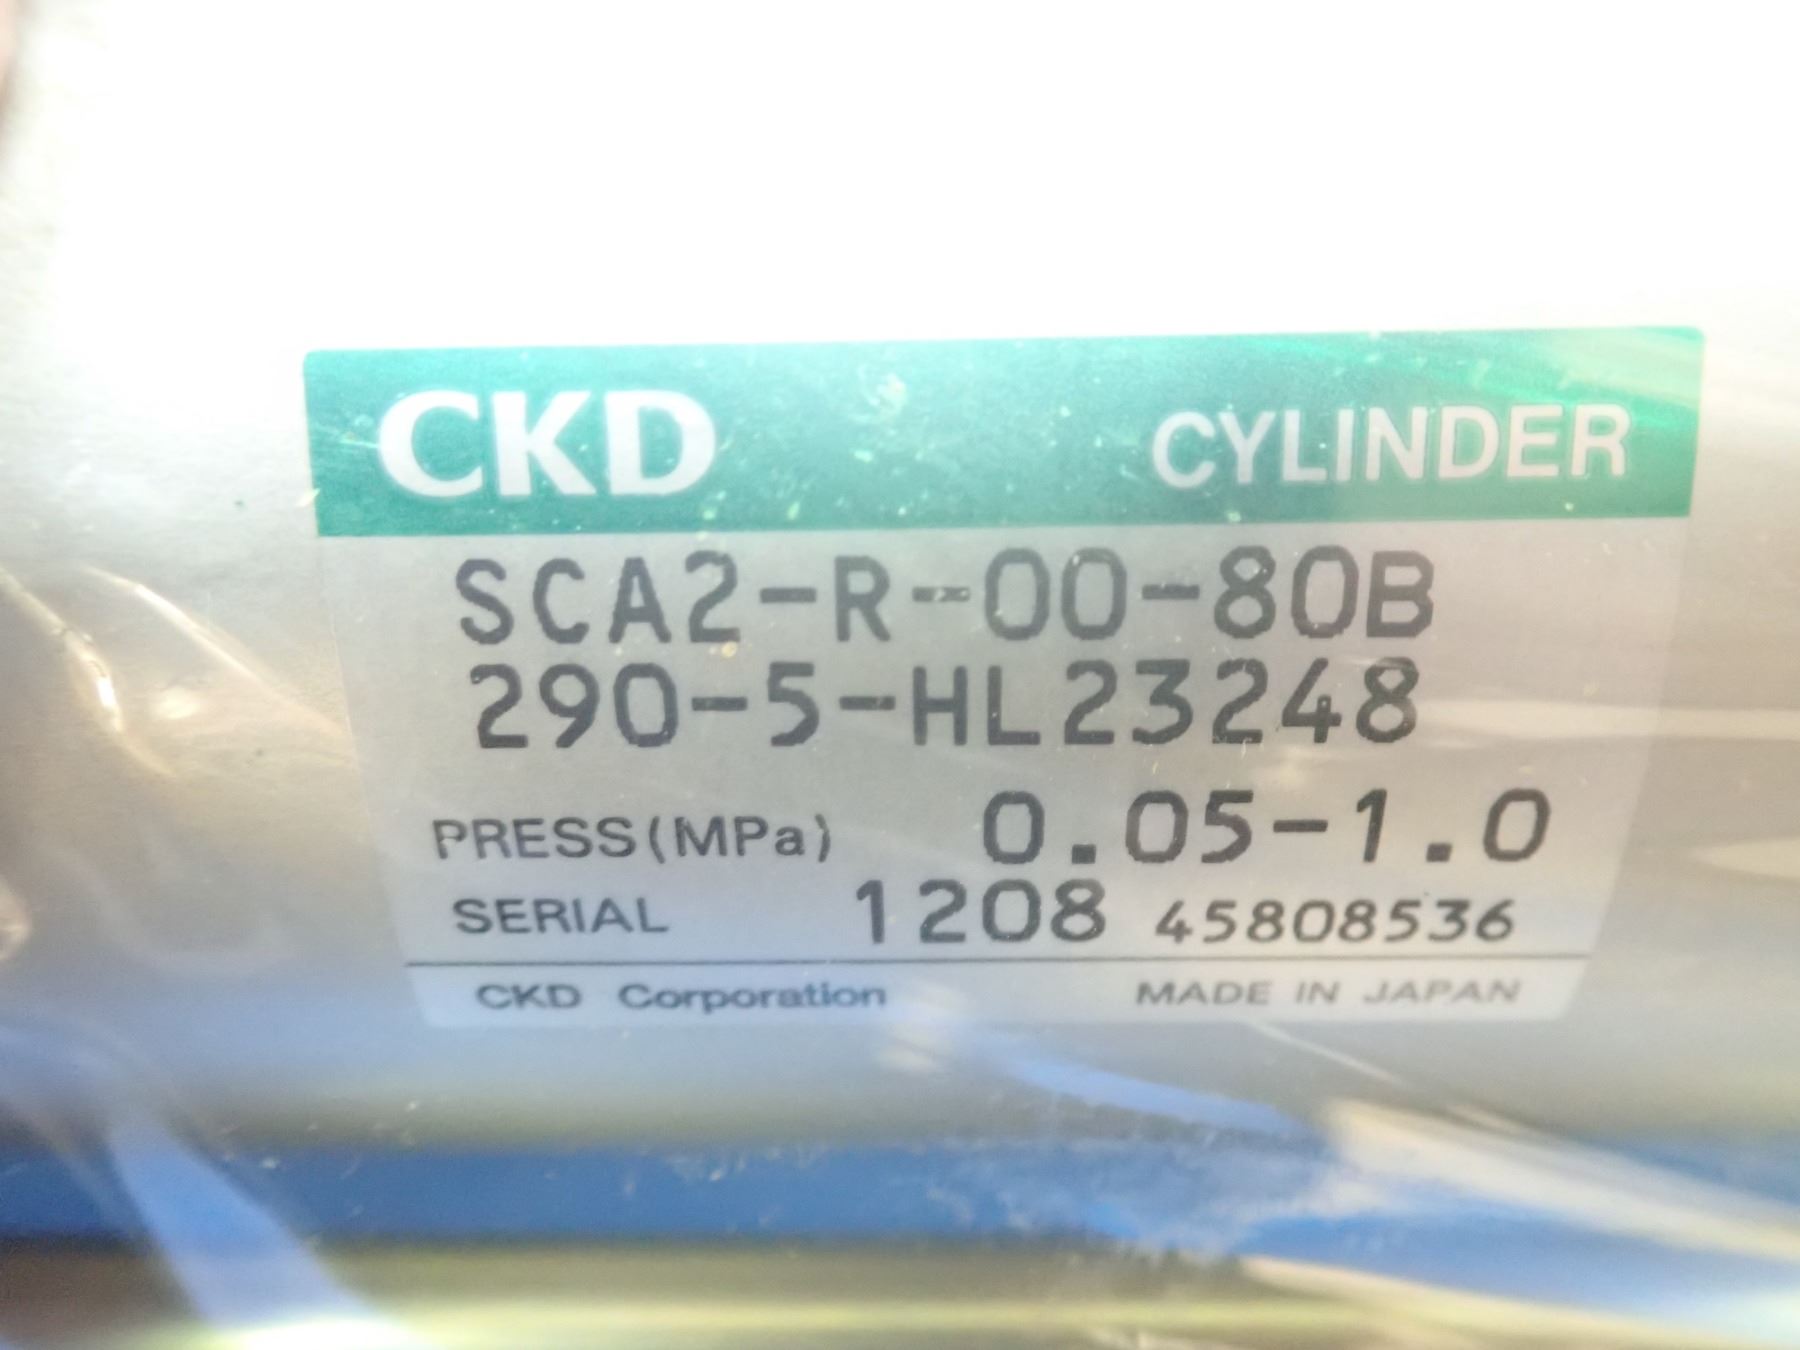 CKD CYLINDER
SCA2-R-00-80B
290-5-HL23248
PRESS(MPa) 0.05-1.0
SERIAL 1208 45808536
CKD Corporation MADE IN JAPAN